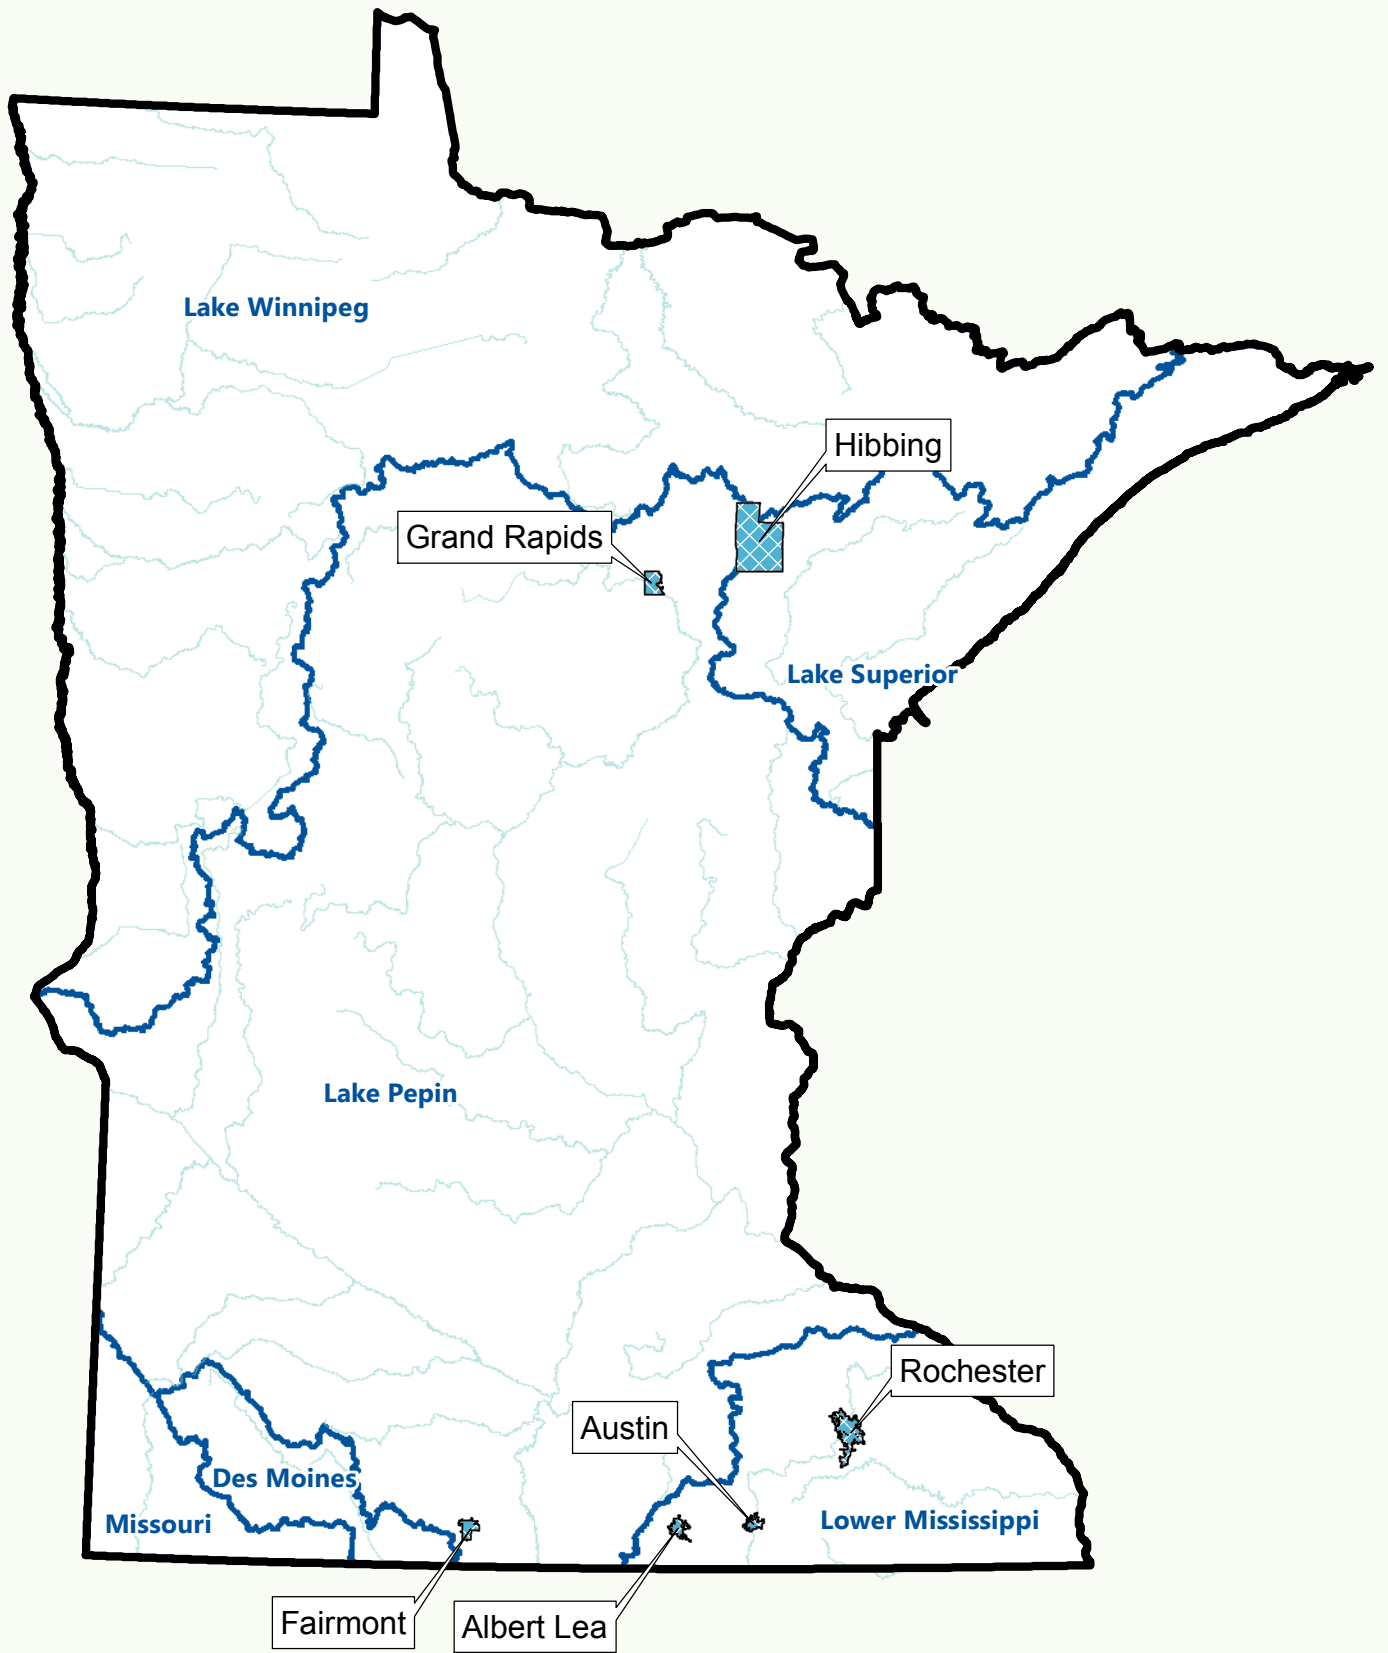 Lake Winnipeg
Hibbing
Grand Rapids
Lake Superior
Lake Pepin
Rochester
Austin
Des Moines
Missouri
Lower Mississippi
Fairmont
Albert Lea